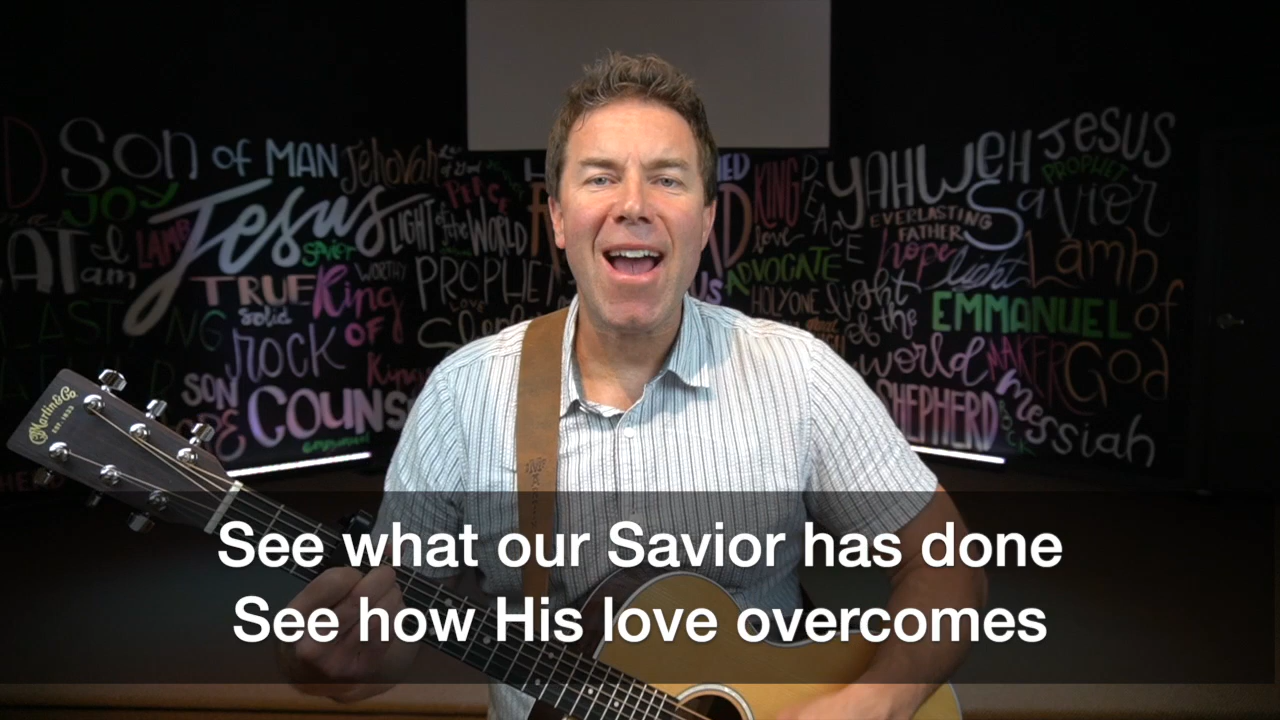 SON OF MAN
Jehovah
JOY
Jesus
LIGHT of the WORLD
KING
PEACE
YAHWEH
JESUS
PROPHET
Savior
EVERLASTING
FATHER
I
am
LAMB
SAVIOR
love
hope
light
Lamb
of
God
TRUE
King
OF
Kings
WORTHY
PROPHET
ADVOCATE
HOLY ONE
light
of the
world
EMMANUEL
Solid
rock
MAKER
messiah
SON
COUNS
SHEPHERD
Martin & Co.
EST. 1833
See what our Savior has done
See how His love overcomes